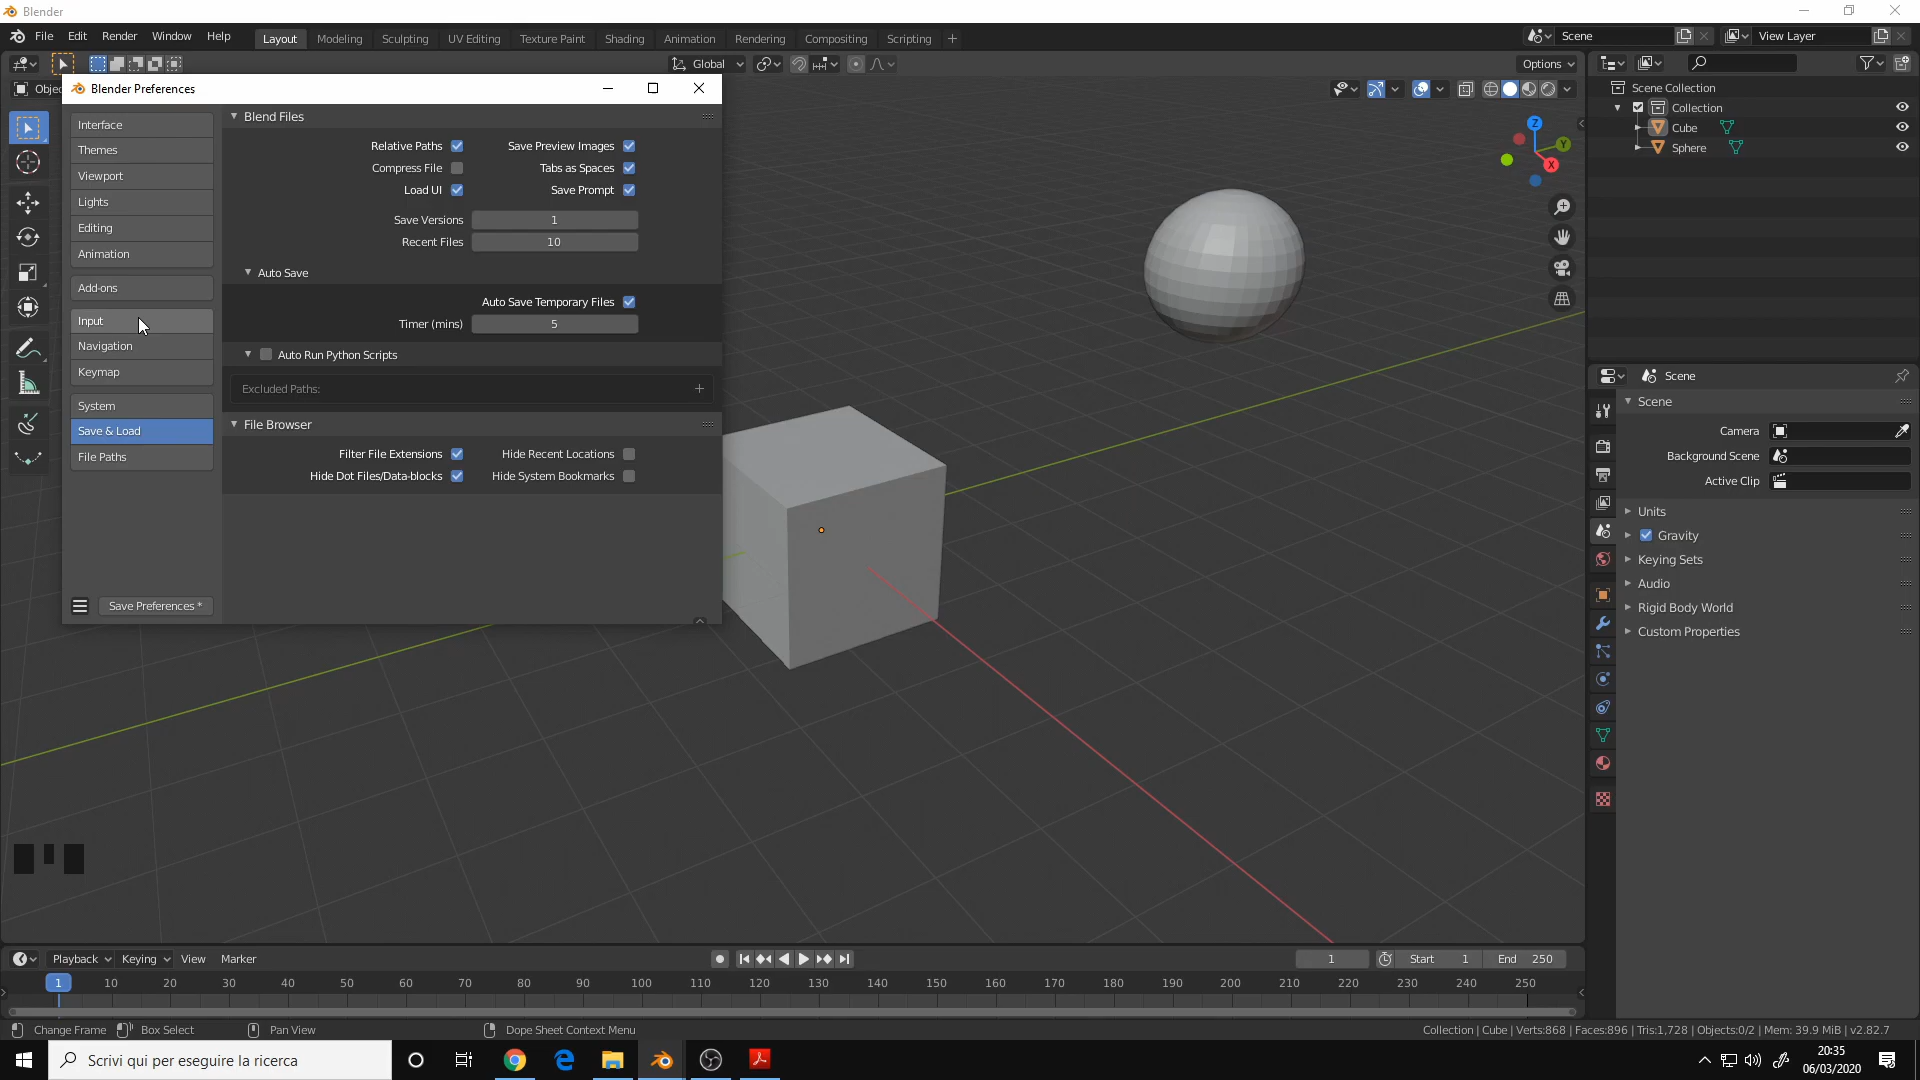 Blender
File Edit Render Window Help Layout Modeling Sculpting UV Editing Texture Paint Shading Animation Rendering Compositing Scripting + Scene View Layer
Global Options
Objec
Blender Preferences
Interface
Themes
Viewport
Lights
Editing
Animation
Add-ons
Input
Navigation
Keymap
System
Save & Load
File Paths
Save Preferences *
Blend Files
Relative Paths Save Preview Images
Compress File Tabs as Spaces
Load UI Save Prompt
Save Versions 1
Recent Files 10
Auto Save
Auto Save Temporary Files
Timer (mins) 5
Auto Run Python Scripts
Excluded Paths: +
File Browser
Filter File Extensions Hide Recent Locations
Hide Dot Files/Data-blocks Hide System Bookmarks
Z
Y
X
Scene Collection
Collection
Cube
Sphere
Scene
Scene
Camera
Background Scene
Active Clip
Units
Gravity
Keying Sets
Audio
Rigid Body World
Custom Properties
Playback Keying View Marker 1 Start 1 End 250
1 10 20 30 40 50 60 70 80 90 100 110 120 130 140 150 160 170 180 190 200 210 220 230 240 250
Change Frame Box Select Pan View Dope Sheet Context Menu Collection | Cube | Verts:868 | Faces:896 | Tris:1,728 | Objects:0/2 | Mem: 39.9 MiB | v2.82.7
Scrivi qui per eseguire la ricerca
20:35
06/03/2020